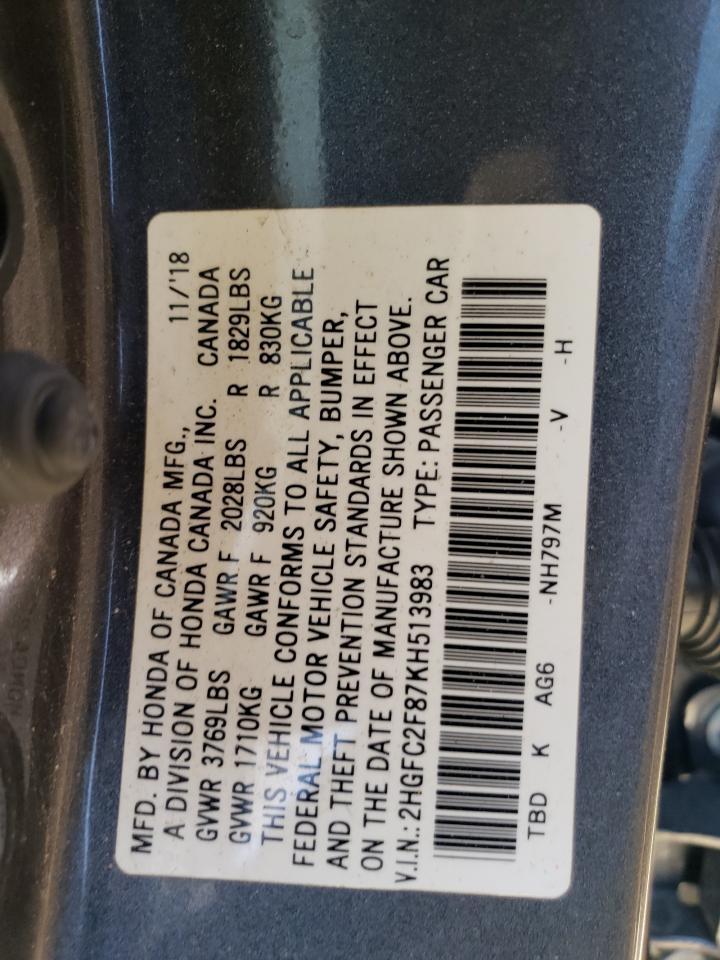 MFD. BY HONDA OF CANADA MFG., 11/'18
A DIVISION OF HONDA CANADA INC. CANADA
GVWR 3769LBS GAWR F 2028LBS R 1829LBS
GVWR 1710KG GAWR F 920KG R 830KG
THIS VEHICLE CONFORMS TO ALL APPLICABLE
FEDERAL MOTOR VEHICLE SAFETY, BUMPER,
AND THEFT PREVENTION STANDARDS IN EFFECT
ON THE DATE OF MANUFACTURE SHOWN ABOVE.
V.I.N.: 2HGFC2F87KH513983 TYPE: PASSENGER CAR
TBD K AG6 -NH797M -V -H